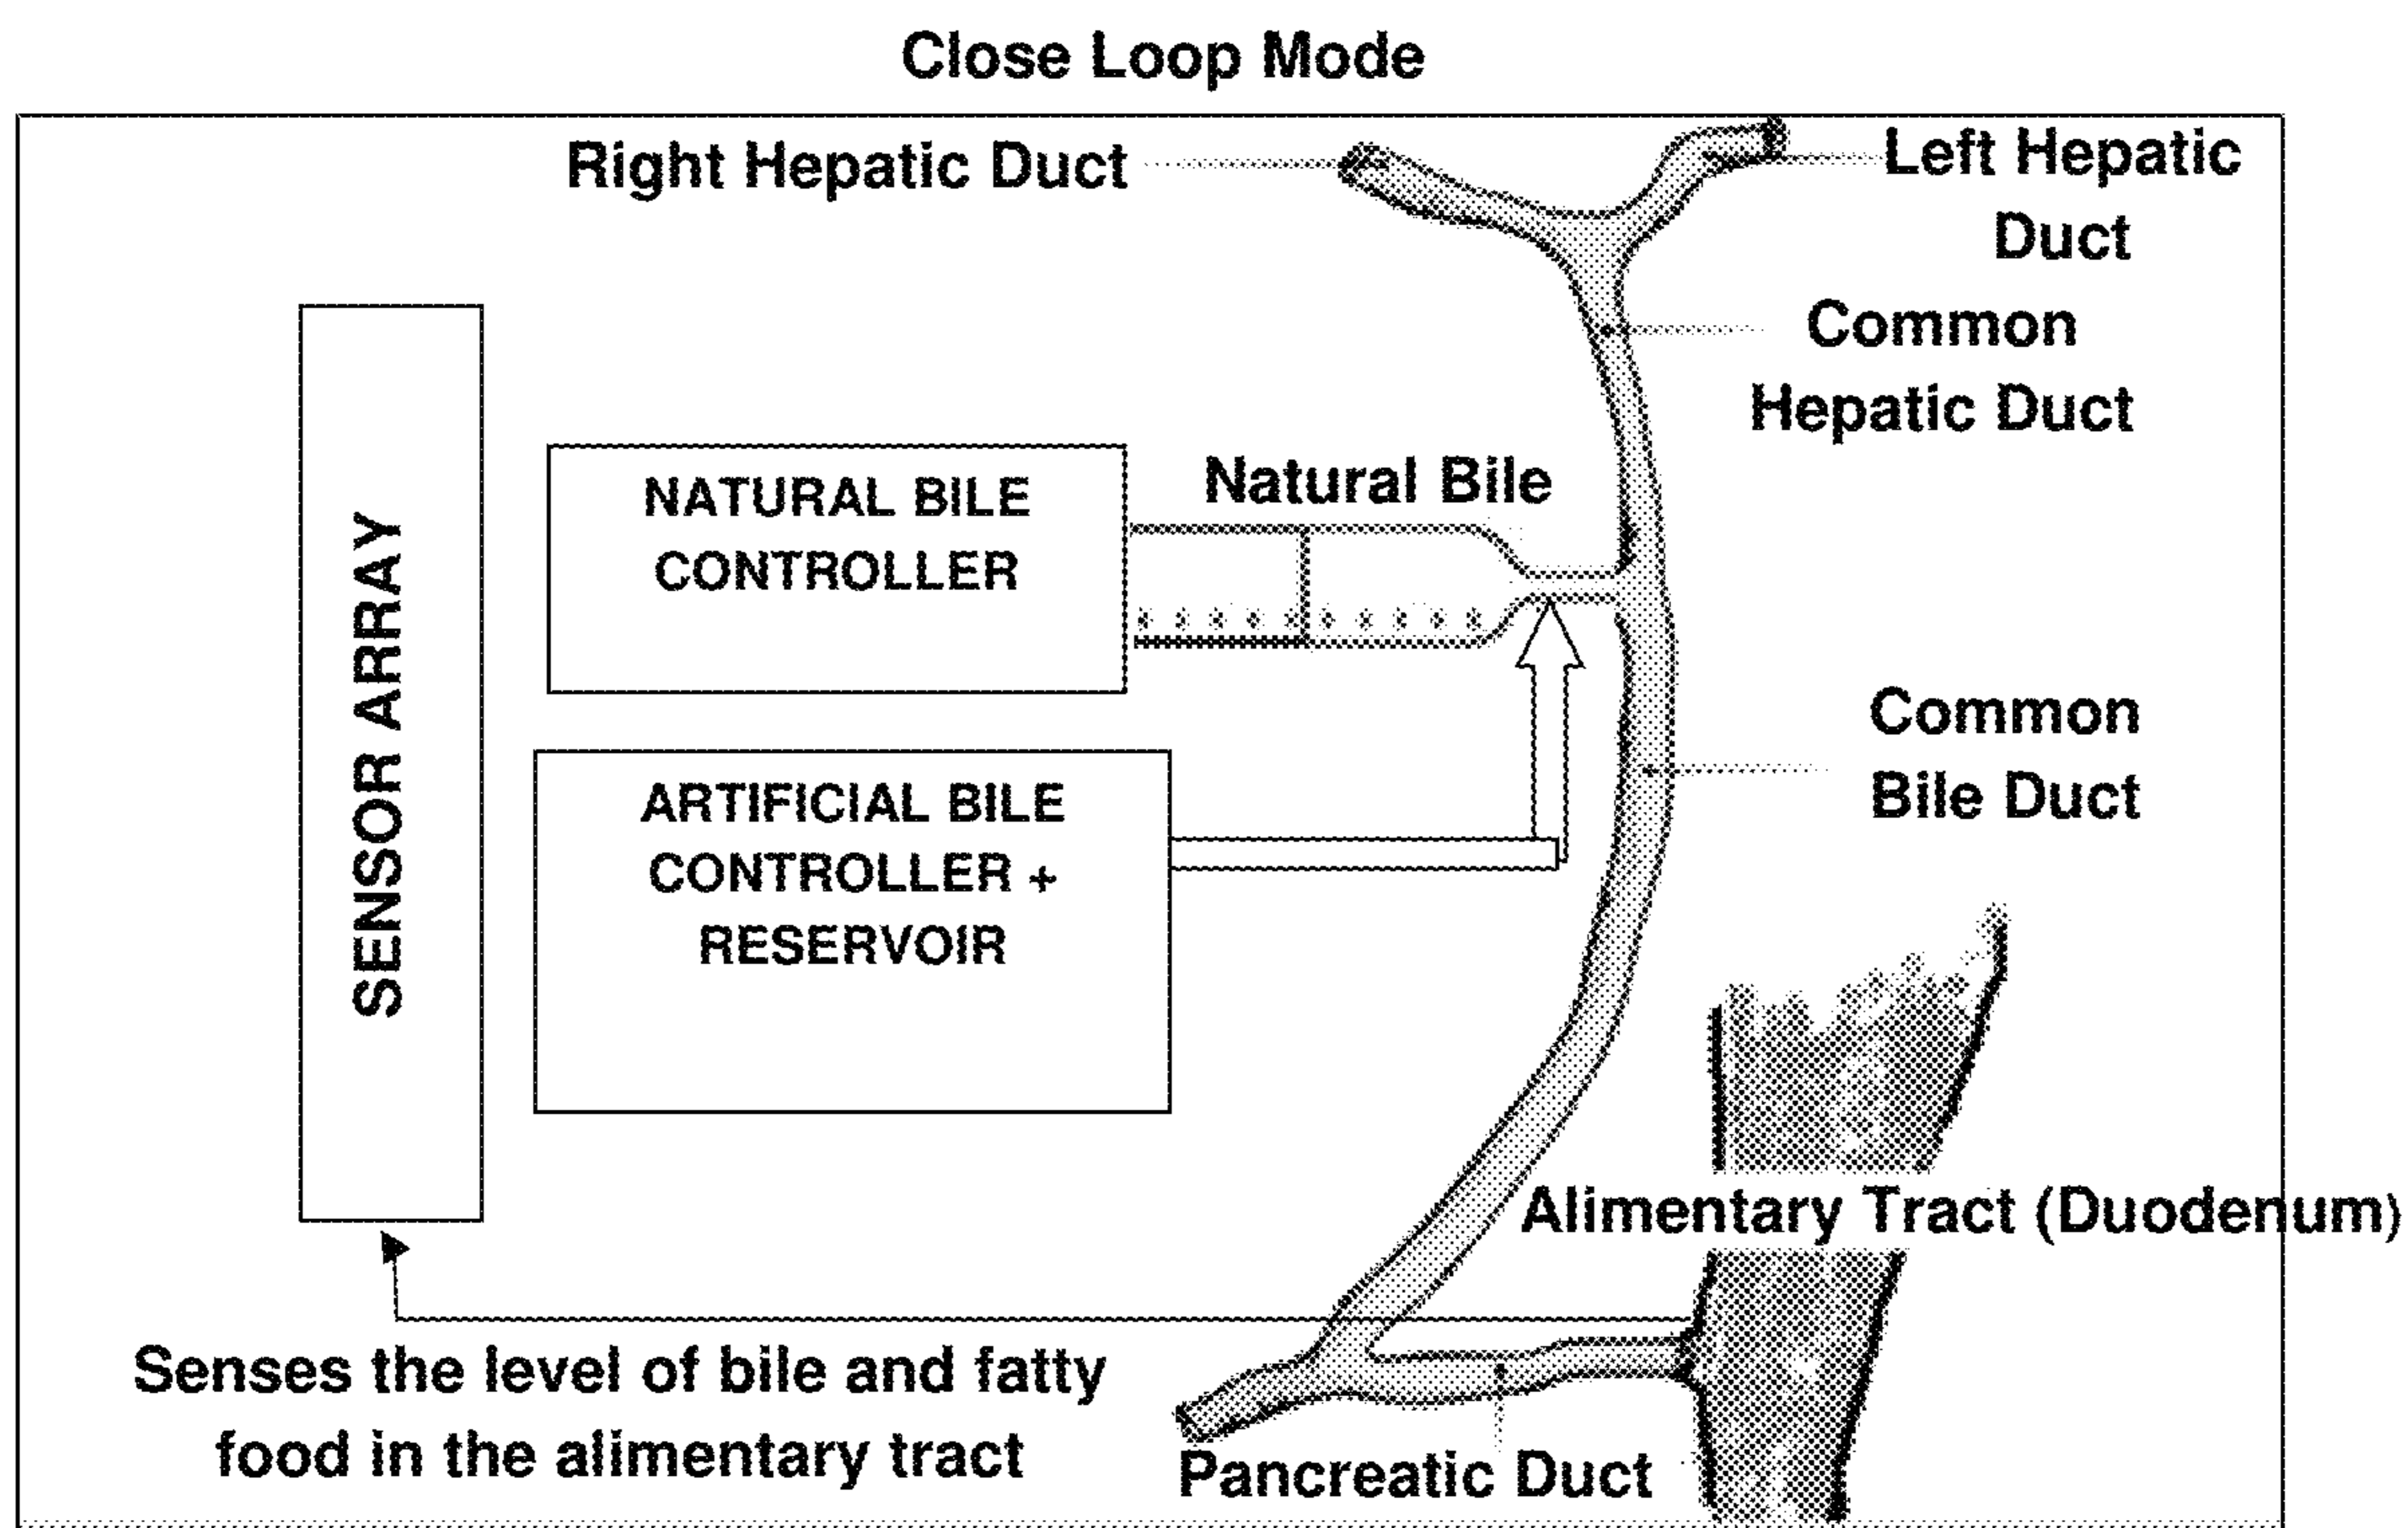 Close Loop Mode
Right Hepatic Duct
Left Hepatic
Duct
Common
Hepatic Duct
SENSOR ARRAY
NATURAL BILE
CONTROLLER
Natural Bile
ARTIFICIAL BILE
CONTROLLER +
RESERVOIR
Common
Bile Duct
Alimentary Tract (Duodenum)
Senses the level of bile and fatty
food in the alimentary tract
Pancreatic Duct